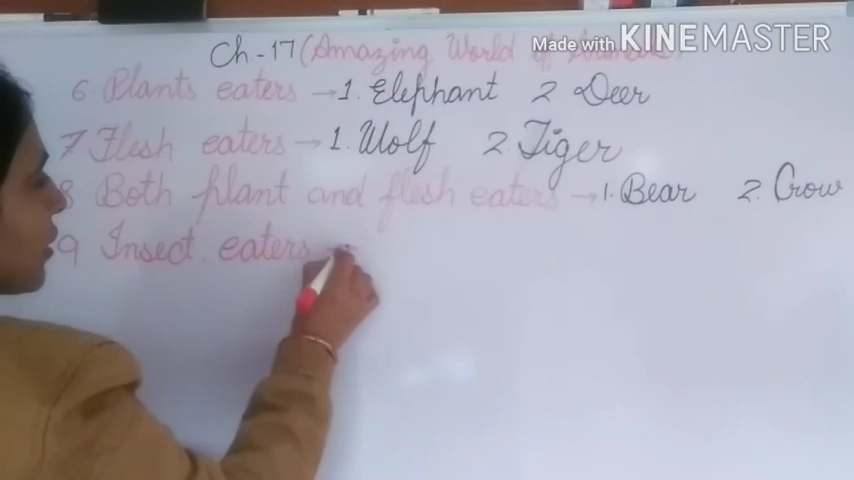 Made with KINEMASTER
Ch-17 (Amazing World of
6. Plants eaters → 1. Elephant 2 Deer
7 Flesh eaters → 1. Wolf 2. Tiger
8 Both plant and flesh eaters → 1. Bear 2. Crow
9 Insect eaters